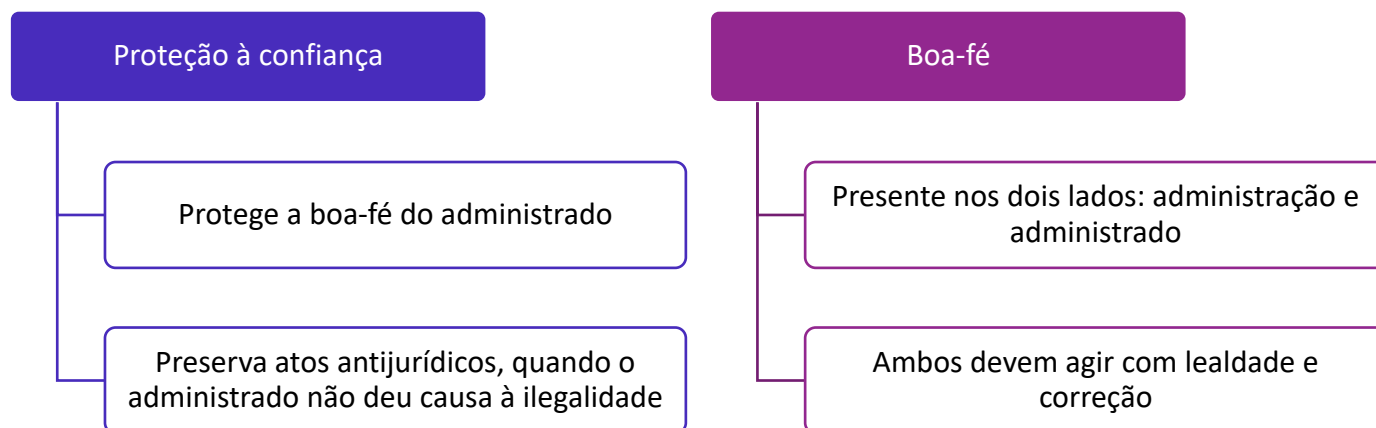 Proteção à confiança
Protege a boa-fé do administrado
Preserva atos antijurídicos, quando o
administrado não deu causa à ilegalidade
Boa-fé
Presente nos dois lados: administração e
administrado
Ambos devem agir com lealdade e
correção